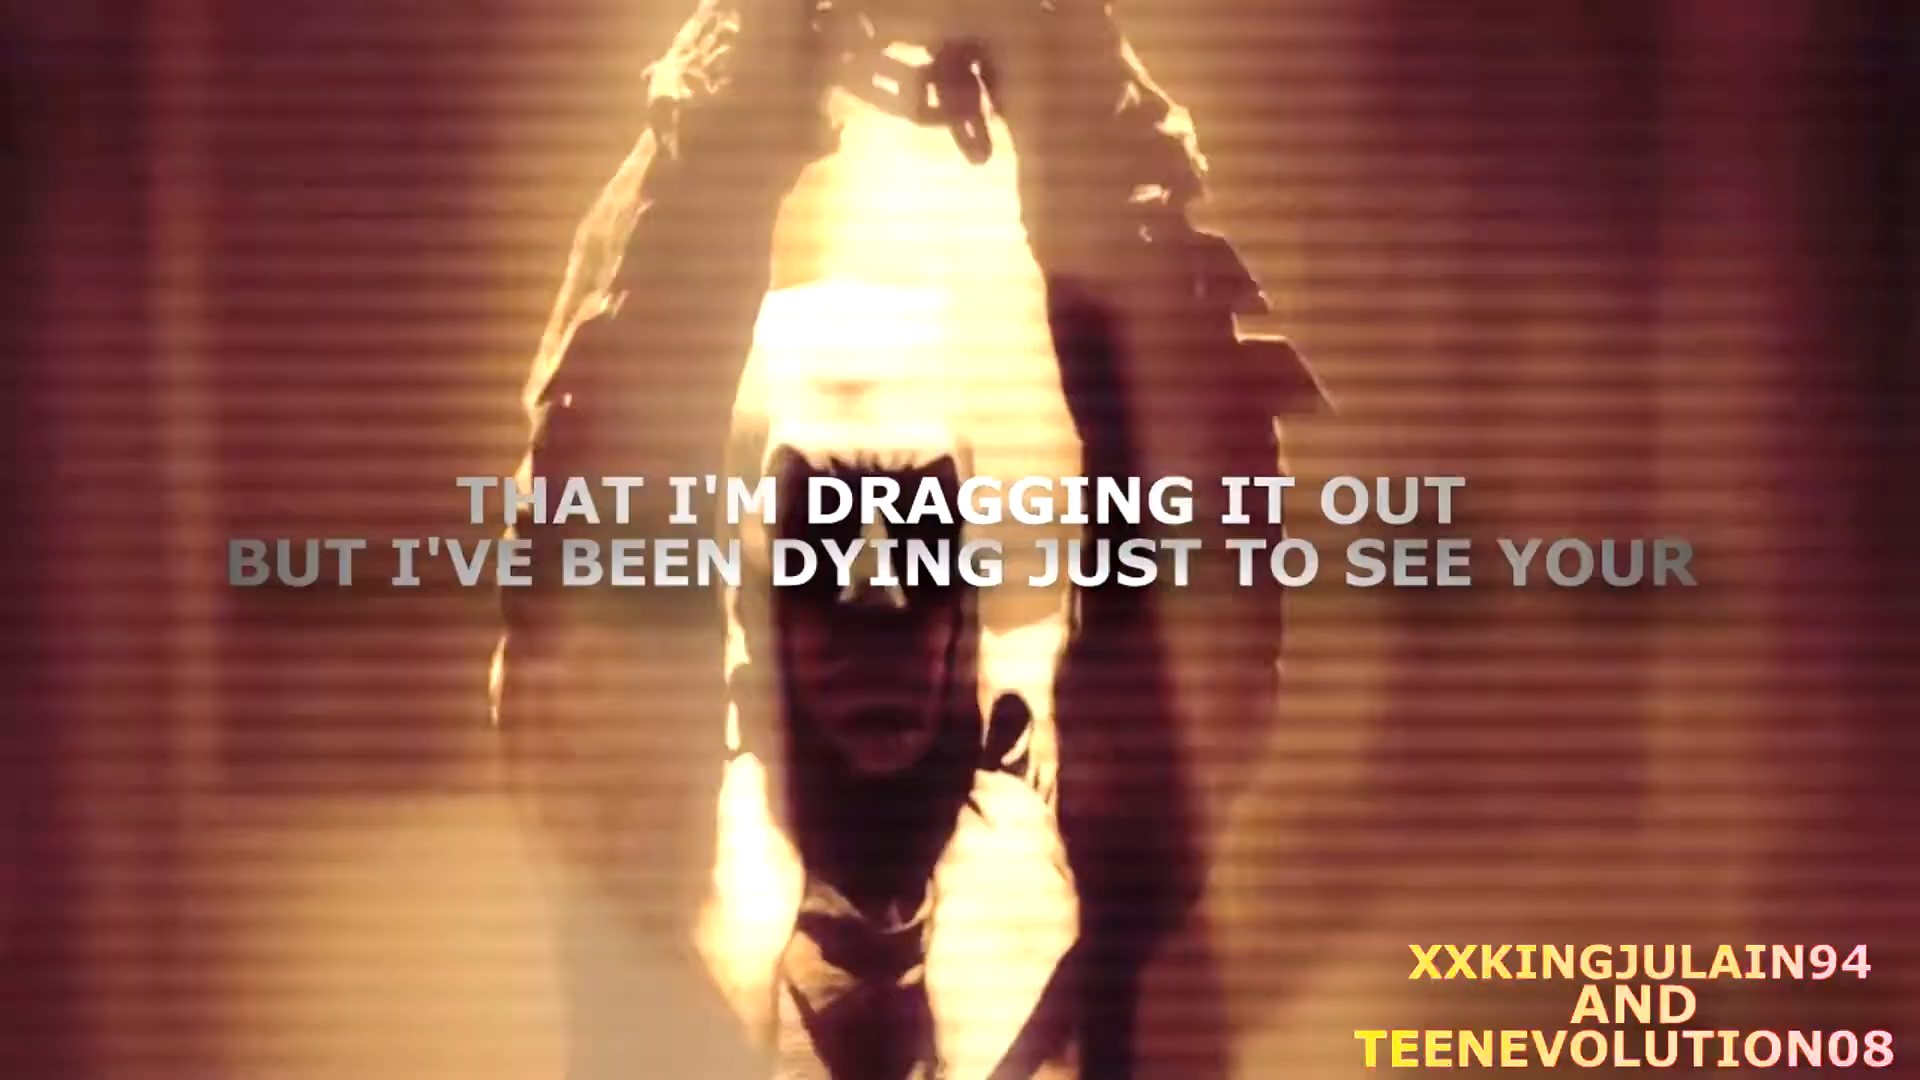 THAT I'M DRAGGING IT OUT
BUT I'VE BEEN DYING JUST TO SEE YOUR
XXKINGJULAIN94
AND
TEENEVOLUTION08